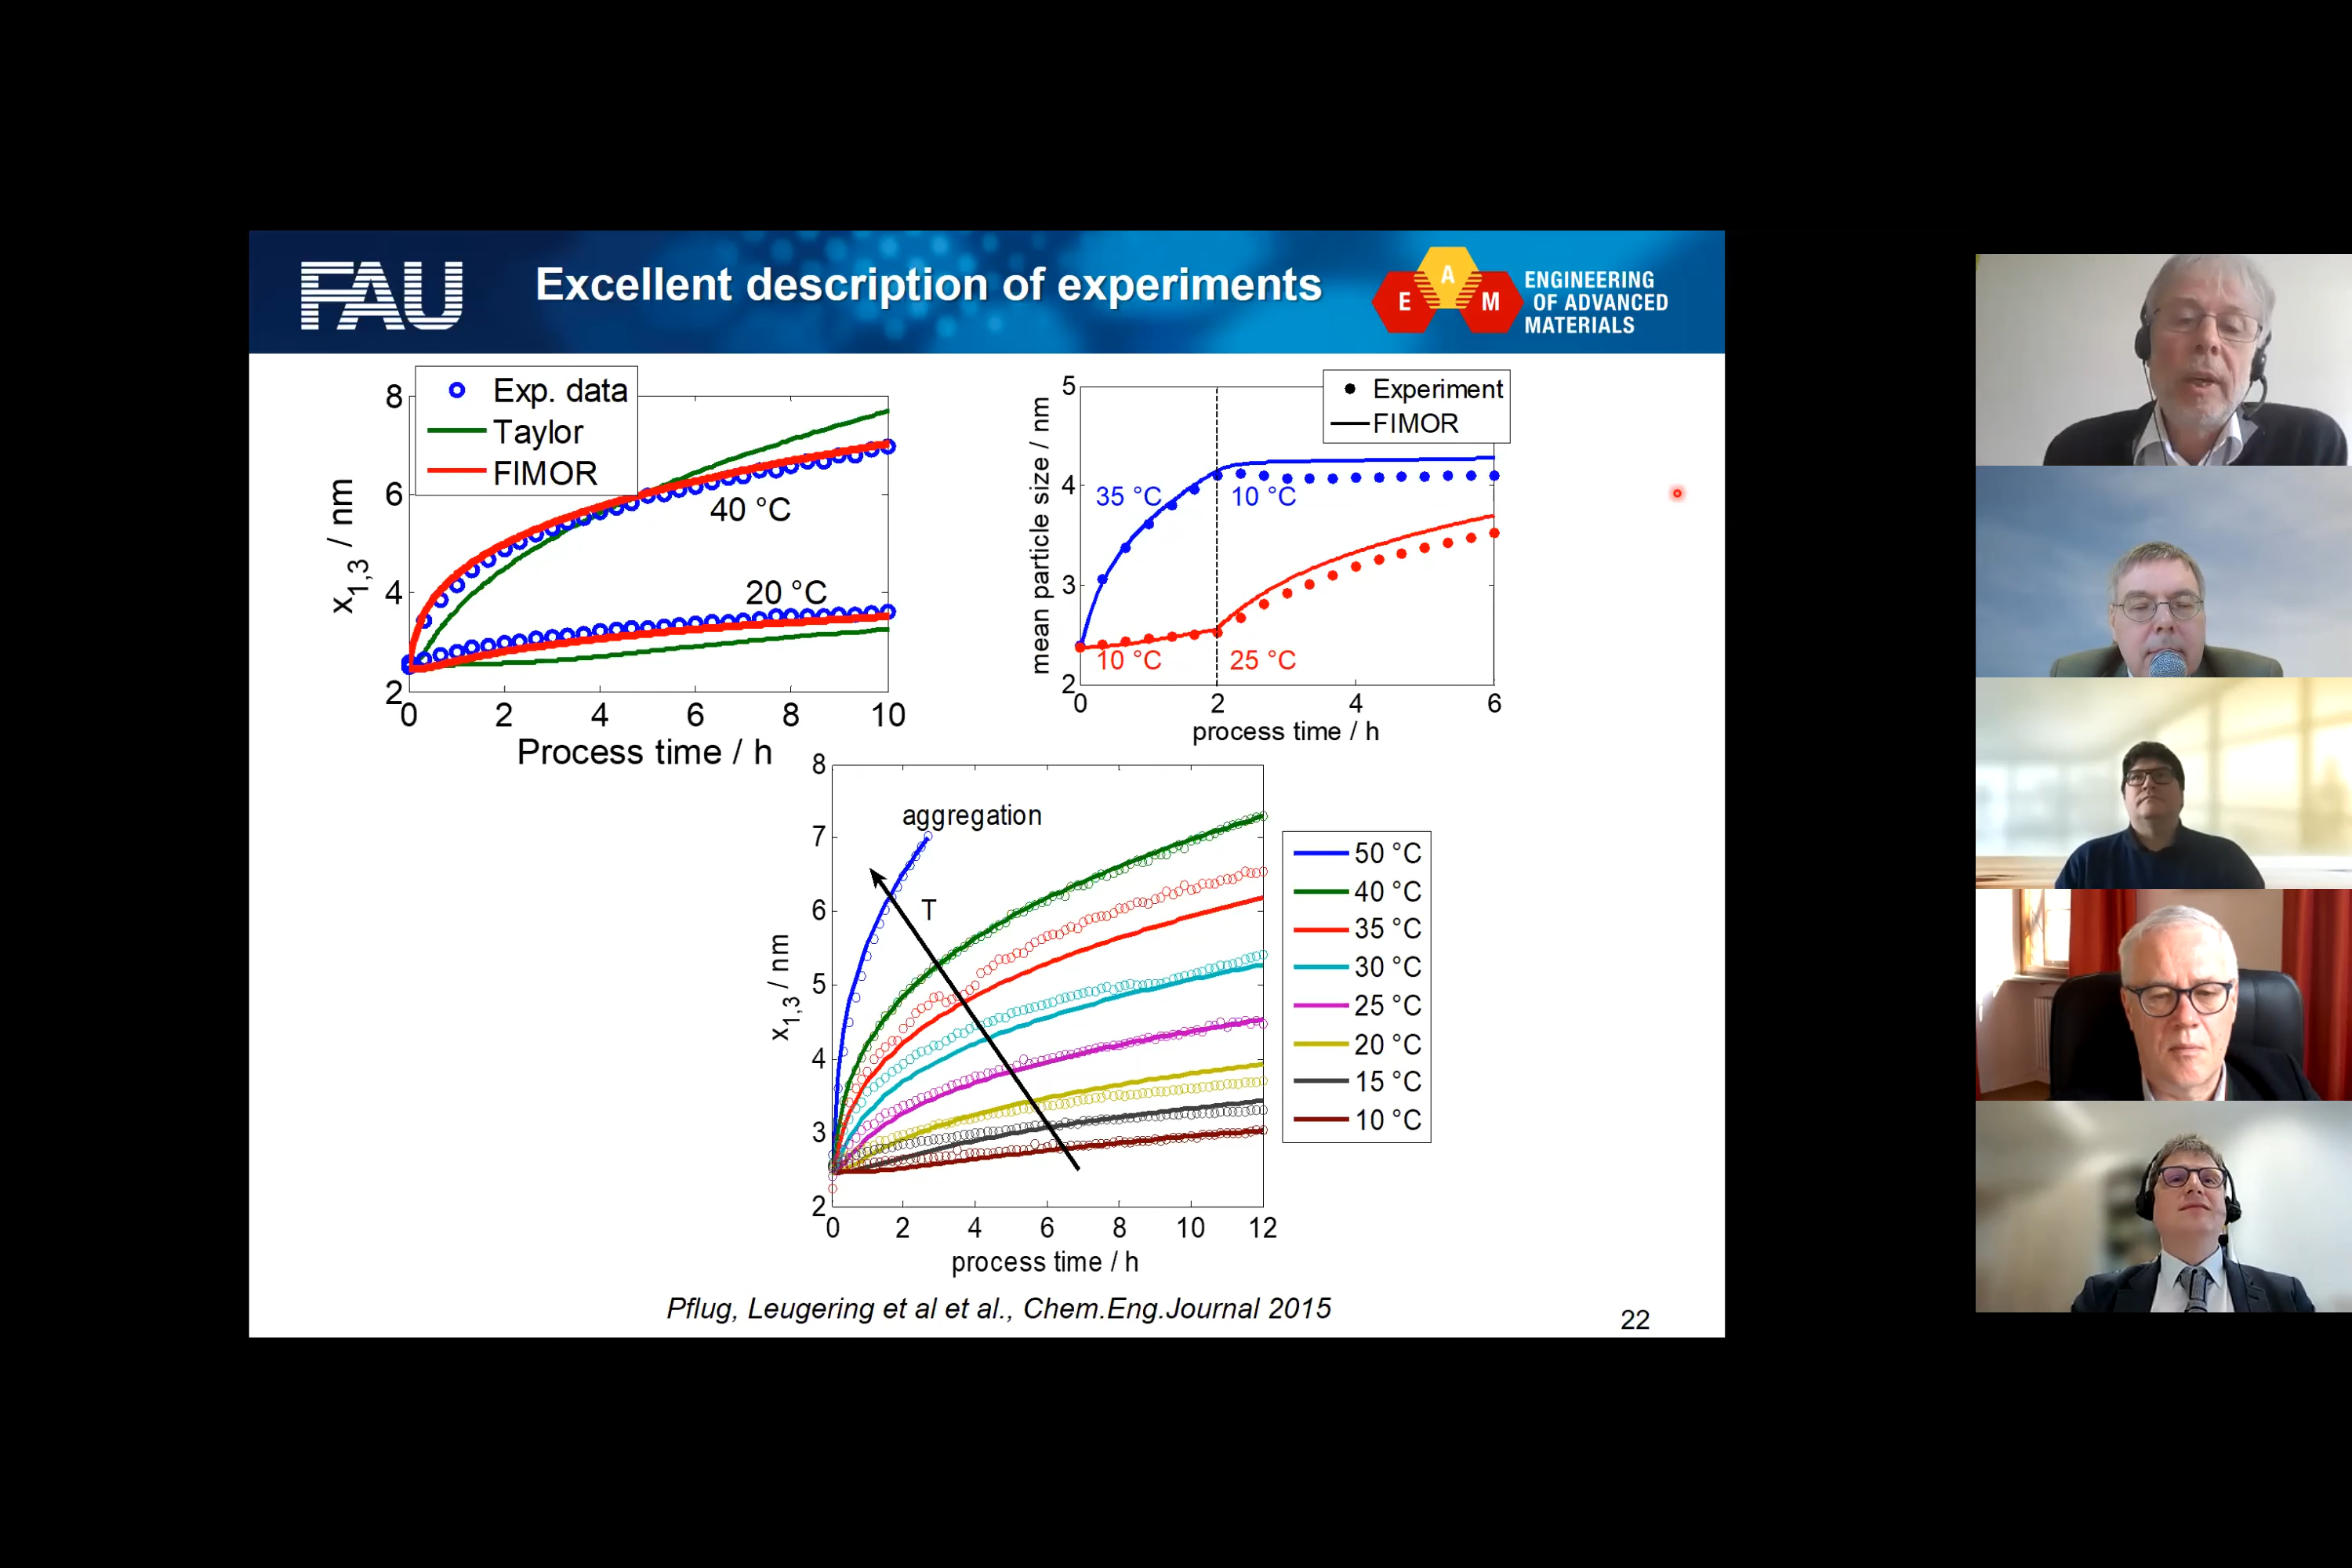 FAU
Excellent description of experiments
E A M
ENGINEERING
OF ADVANCED
MATERIALS
Exp. data
Taylor
FIMOR
8
6
4
2
x1,3 / nm
40 °C
20 °C
0 2 4 6 8 10
Process time / h
Experiment
FIMOR
5
4
3
2
mean particle size / nm
35 °C
10 °C
10 °C
25 °C
0 2 4 6
process time / h
8
7
6
5
4
3
2
x1,3 / nm
aggregation
T
0 2 4 6 8 10 12
process time / h
50 °C
40 °C
35 °C
30 °C
25 °C
20 °C
15 °C
10 °C
Pflug, Leugering et al et al., Chem.Eng.Journal 2015
22